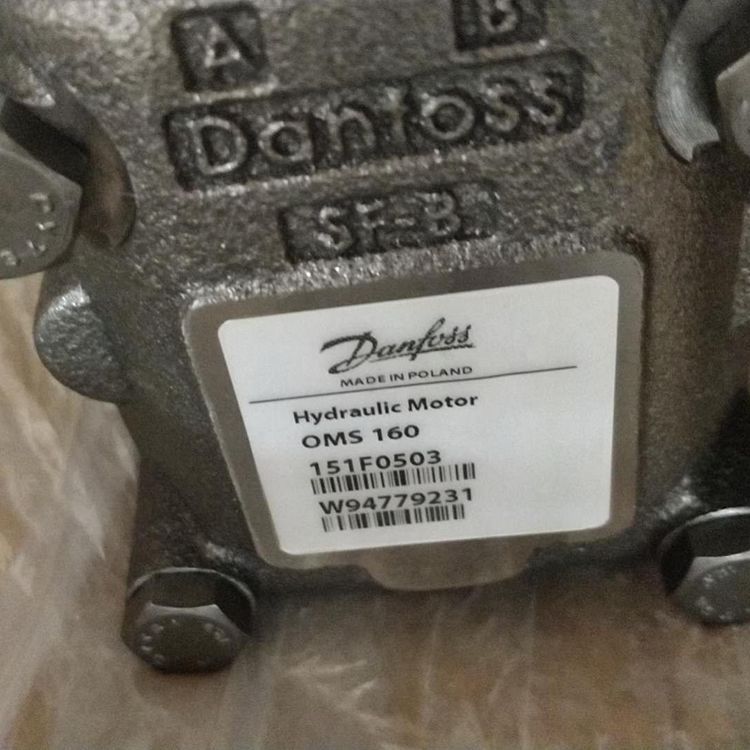 A B
Danfoss
SF-B
Danfoss
MADE IN POLAND
Hydraulic Motor
OMS 160
151F0503
W94779231